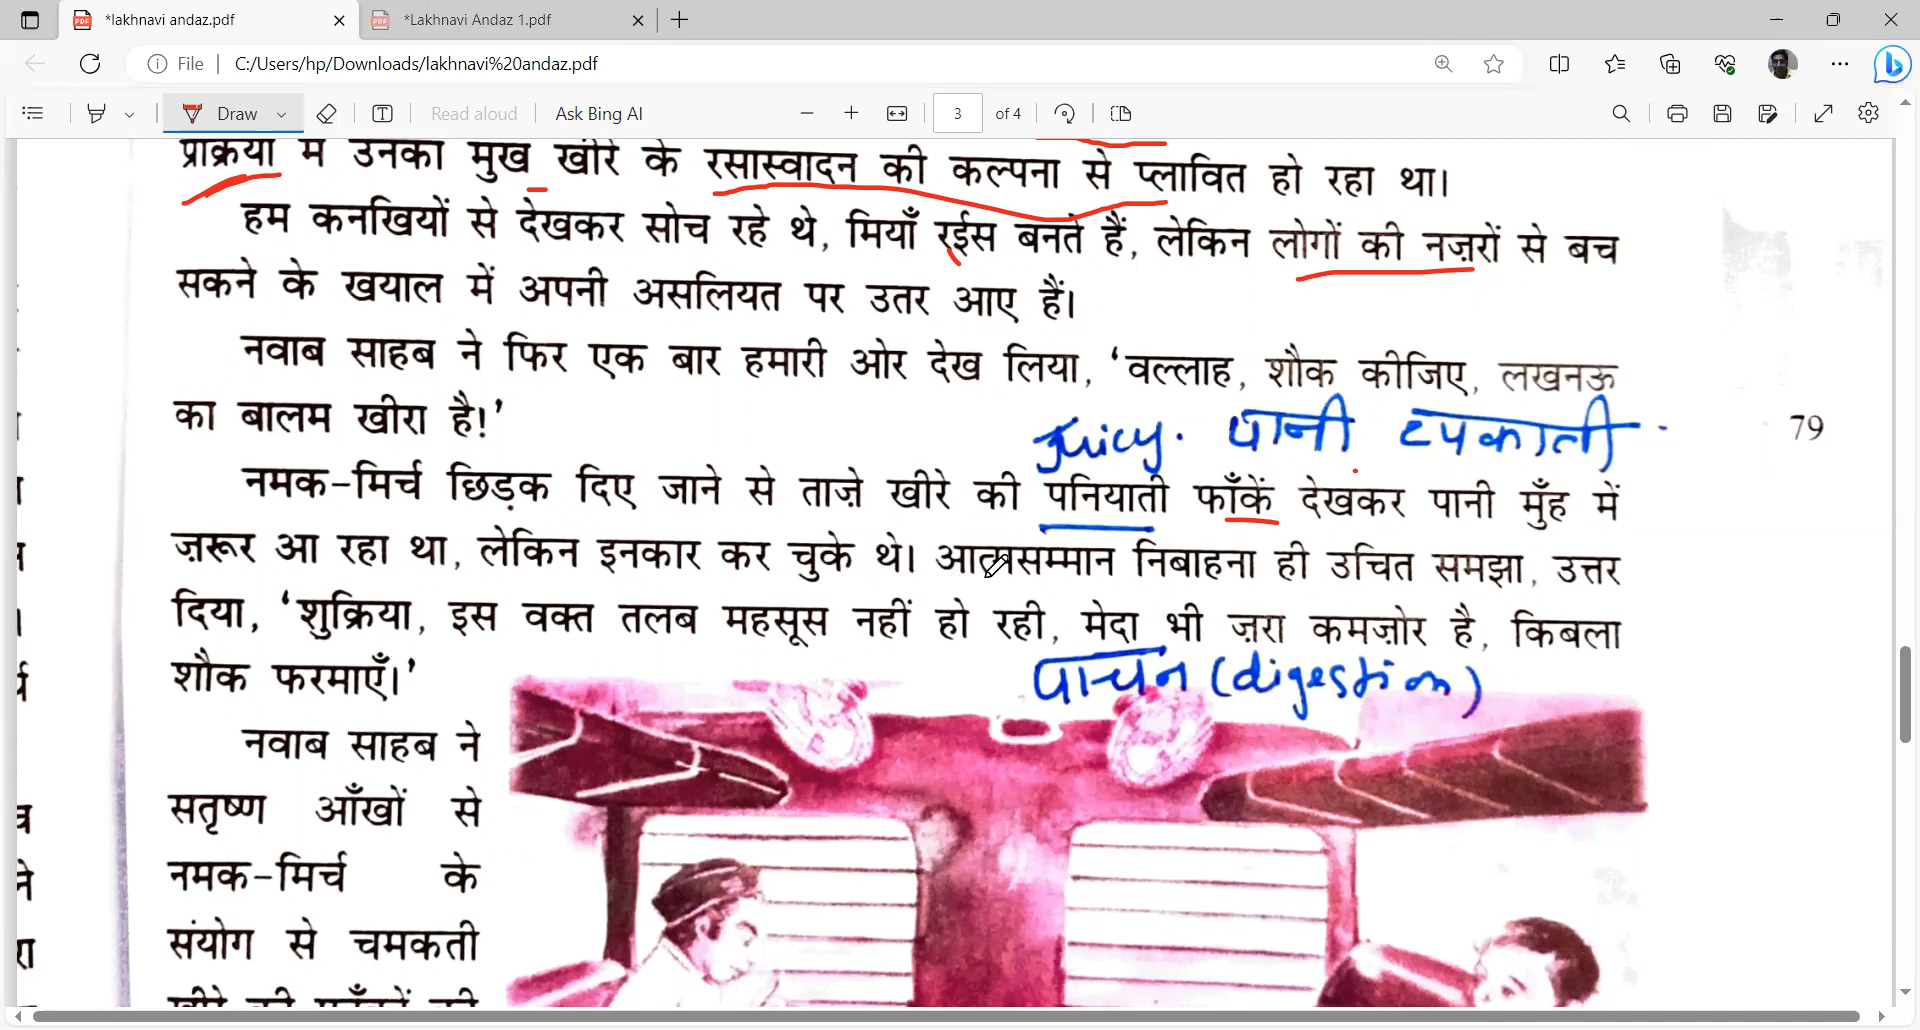 *lakhnavi andaz.pdf
*Lakhnavi Andaz 1.pdf
File
C:/Users/hp/Downloads/lakhnavi%20andaz.pdf
Draw
Read aloud
Ask Bing AI
3 of 4
प्रक्रिया में उनका मुख खीरे के रसास्वादन की कल्पना से प्लावित हो रहा था।
हम कनखियों से देखकर सोच रहे थे, मियाँ रईस बनते हैं, लेकिन लोगों की नज़रों से बच
सकने के खयाल में अपनी असलियत पर उतर आए हैं।
नवाब साहब ने फिर एक बार हमारी ओर देख लिया, ‘वल्लाह, शौक कीजिए, लखनऊ
का बालम खीरा है!’
Juicy. पानी टपकाती
79
नमक-मिर्च छिड़क दिए जाने से ताज़े खीरे की पनियाती फाँकें देखकर पानी मुँह में
ज़रूर आ रहा था, लेकिन इनकार कर चुके थे। आत्मसम्मान निबाहना ही उचित समझा, उत्तर
दिया, ‘शुक्रिया, इस वक्त तलब महसूस नहीं हो रही, मेदा भी ज़रा कमज़ोर है, किबला
शौक फरमाएँ।’
पाचन (digestion)
नवाब साहब ने
सतृष्ण आँखों से
नमक-मिर्च के
संयोग से चमकती